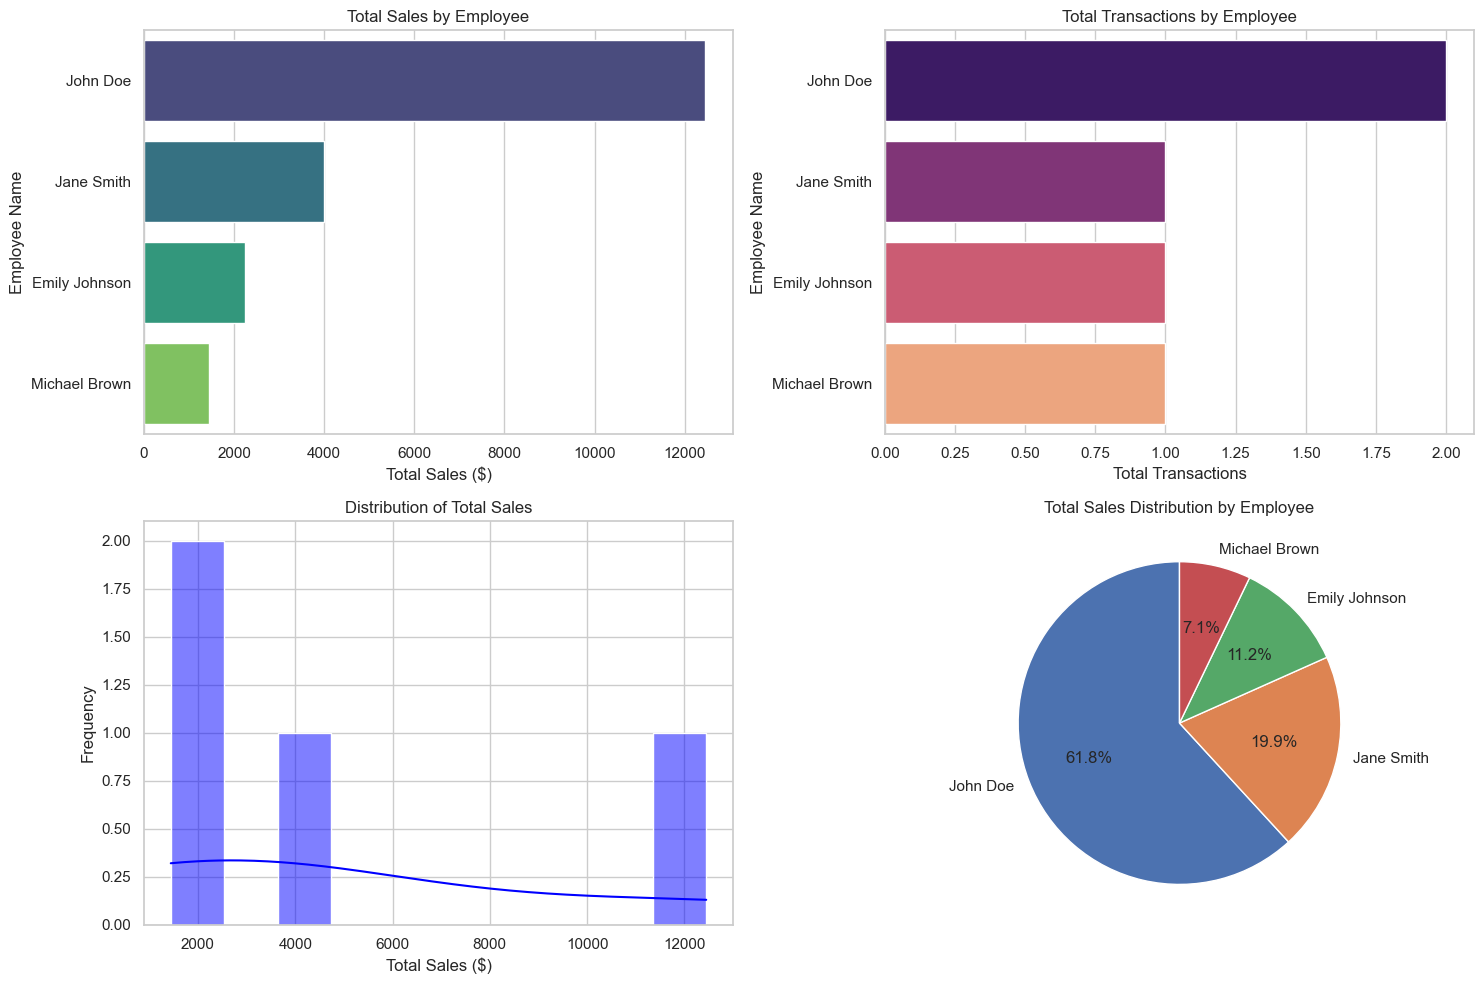 Total Sales by Employee
Employee Name
John Doe
Jane Smith
Emily Johnson
Michael Brown
0 2000 4000 6000 8000 10000 12000
Total Sales ($)
Total Transactions by Employee
Employee Name
John Doe
Jane Smith
Emily Johnson
Michael Brown
0.00 0.25 0.50 0.75 1.00 1.25 1.50 1.75 2.00
Total Transactions
Distribution of Total Sales
Frequency
2.00
1.75
1.50
1.25
1.00
0.75
0.50
0.25
0.00
2000 4000 6000 8000 10000 12000
Total Sales ($)
Total Sales Distribution by Employee
Michael Brown
Emily Johnson
7.1%
11.2%
19.9%
Jane Smith
61.8%
John Doe